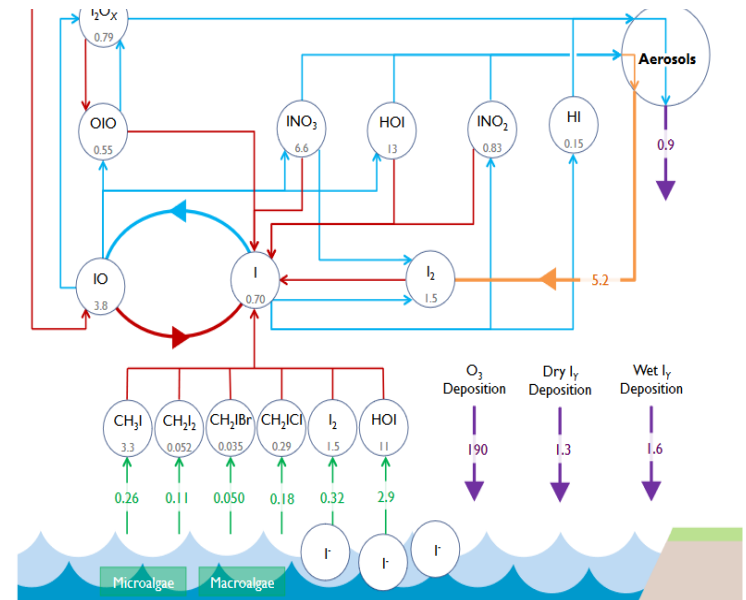 I₂Oₓ
0.79
Aerosols
OIO
0.55
INO₃
6.6
HOI
13
INO₂
0.83
HI
0.15
0.9
IO
3.8
I
0.70
I₂
1.5
5.2
O₃
Deposition
Dry Iᵧ
Deposition
Wet Iᵧ
Deposition
CH₃I
3.3
CH₂I₂
0.052
CH₂IBr
0.035
CH₂ICl
0.29
I₂
1.5
HOI
11
190
1.3
1.6
0.26
0.11
0.050
0.18
0.32
2.9
I⁻
I⁻
I⁻
Microalgae
Macroalgae